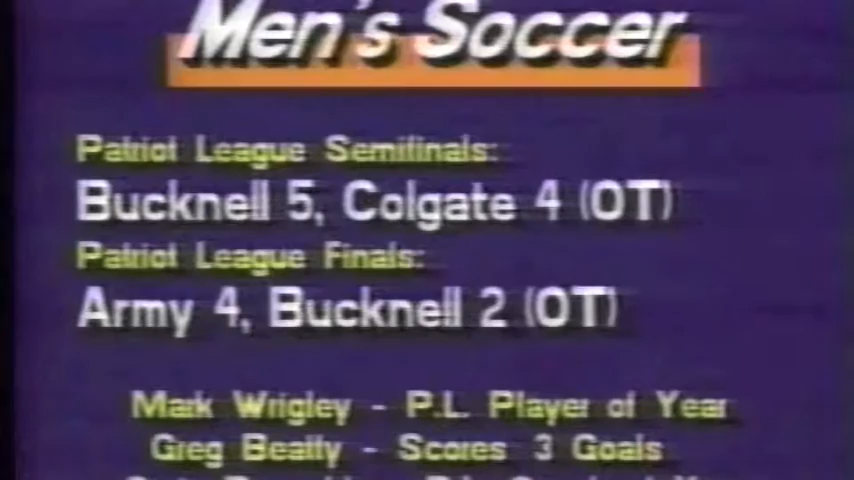 Men's Soccer
Patriot League Semifinals:
Bucknell 5, Colgate 4 (OT)
Patriot League Finals:
Army 4, Bucknell 2 (OT)
Mark Wrigley - P.L. Player of Year
Greg Beatty - Scores 3 Goals